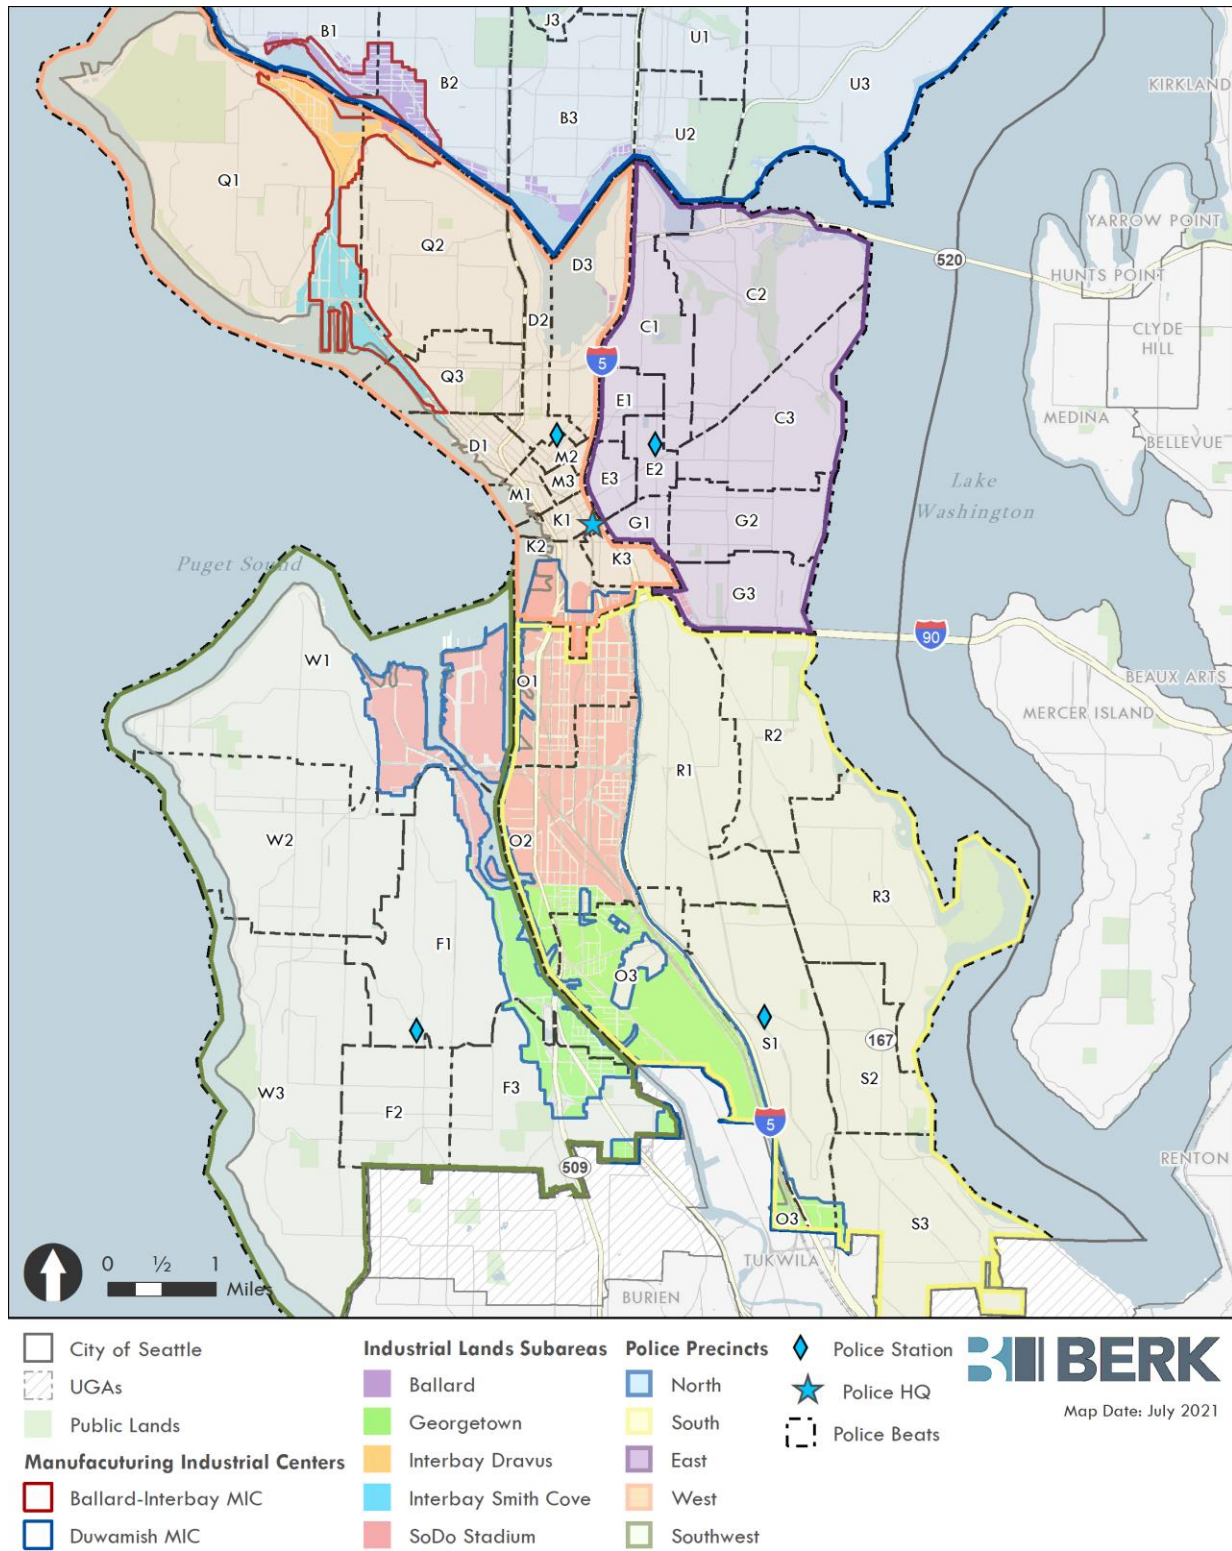 J3
B1
U1
B2
U3
KIRKLAND
B3
U2
Q1
YARROW POINT
Q2
D3
520
HUNTS POINT
C2
D2
C1
CLYDE
HILL
5
Q3
E1
C3
MEDINA
D1
BELLEVUE
M2
E2
M3
E3
M1
Lake
Washington
K1
G1
G2
K2
K3
Puget Sound
G3
90
W1
BEAUX ARTS
O1
MERCER ISLAND
R2
R1
W2
O2
R3
F1
O3
S1
167
S2
W3
F3
F2
5
RENTON
509
O3
S3
0 ½ 1
Miles
TUKWILA
BURIEN
City of Seattle
UGAs
Public Lands
Manufacuturing Industrial Centers
Ballard-Interbay MIC
Duwamish MIC
Industrial Lands Subareas
Ballard
Georgetown
Interbay Dravus
Interbay Smith Cove
SoDo Stadium
Police Precincts
North
South
East
West
Southwest
Police Station
Police HQ
Police Beats
BERK
Map Date: July 2021